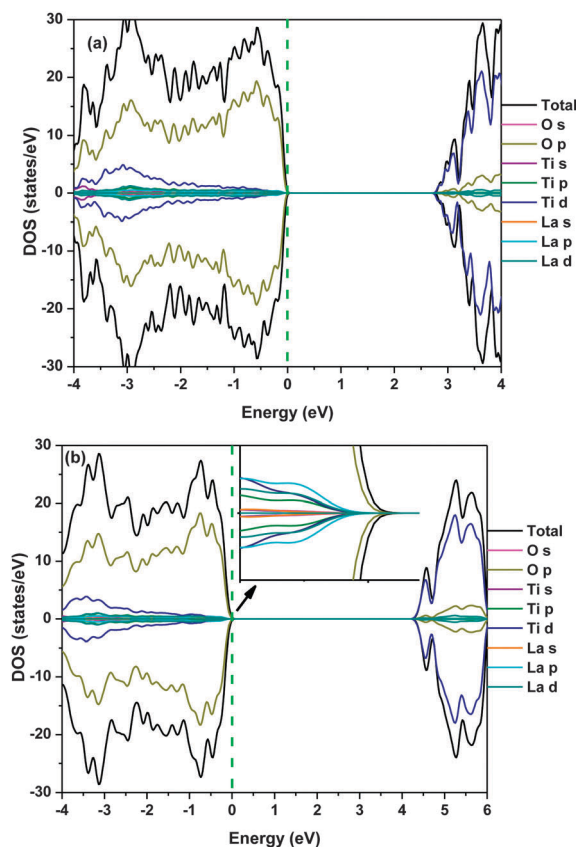 (a)
30
20
10
0
-10
-20
-30
DOS (states/eV)
-4 -3 -2 -1 0 1 2 3 4
Energy (eV)
Total
O s
O p
Ti s
Ti p
Ti d
La s
La p
La d
(b)
30
20
10
0
-10
-20
-30
DOS (states/eV)
-4 -3 -2 -1 0 1 2 3 4 5 6
Energy (eV)
Total
O s
O p
Ti s
Ti p
Ti d
La s
La p
La d